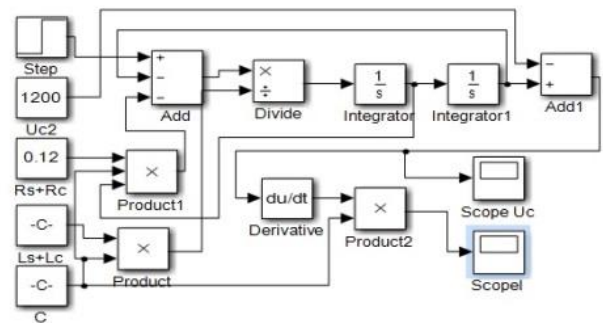 Step
1200
Uc2
0.12
Rs+Rc
-C-
Ls+Lc
-C-
C
+
−
−
Add
×
Product1
×
Product
×
÷
Divide
1
s
Integrator
1
s
Integrator1
−
+
Add1
du/dt
Derivative
×
Product2
Scope Uc
ScopeI